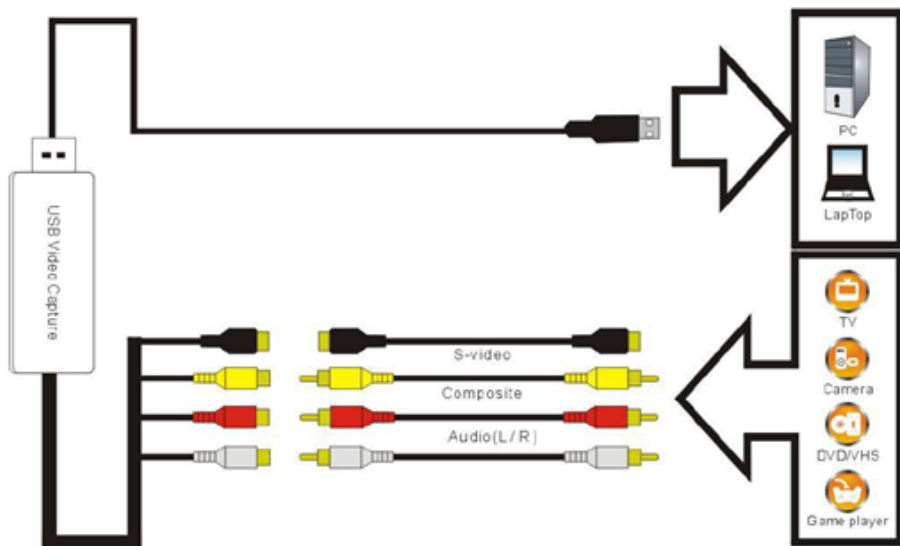 PC
LapTop
USB Video Capture
TV
S-video
Camera
Composite
Audio(L/R)
DVD/VHS
Game player